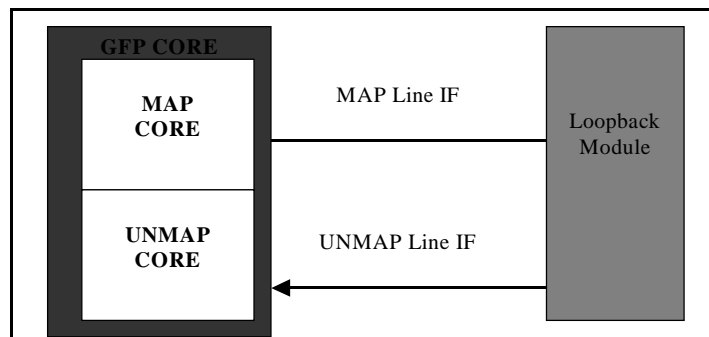 GFP CORE
MAP
CORE
MAP Line IF
Loopback
Module
UNMAP
CORE
UNMAP Line IF